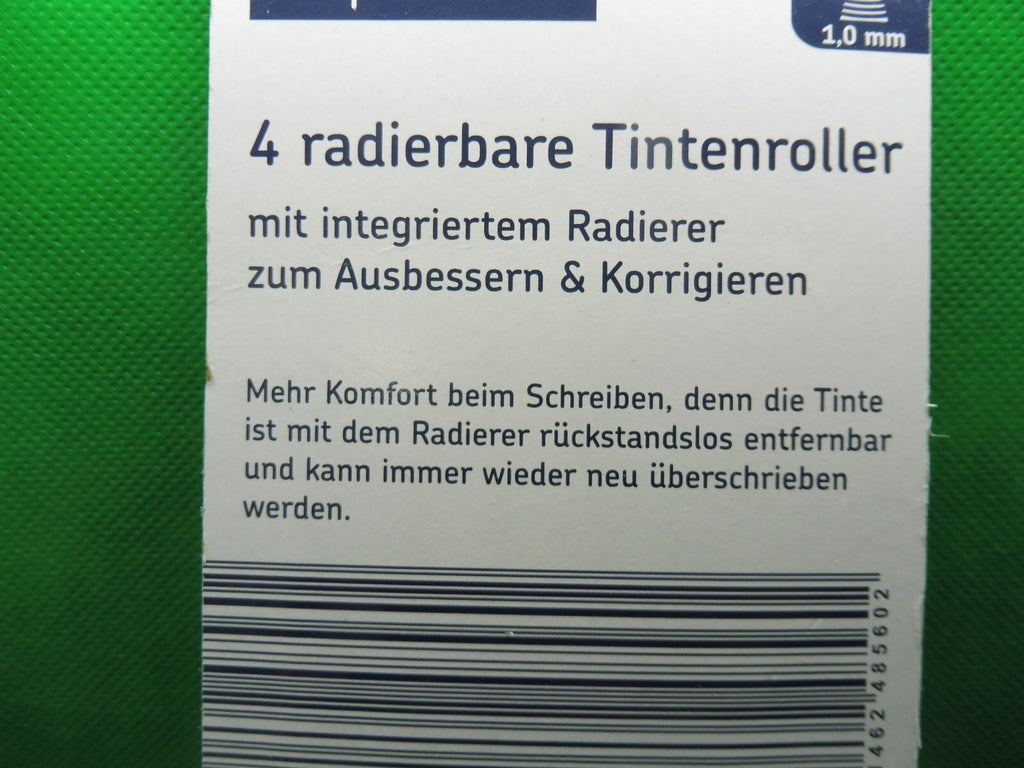 1,0 mm
4 radierbare Tintenroller
mit integriertem Radierer
zum Ausbessern & Korrigieren
Mehr Komfort beim Schreiben, denn die Tinte
ist mit dem Radierer rückstandslos entfernbar
und kann immer wieder neu überschrieben
werden.
462 485602